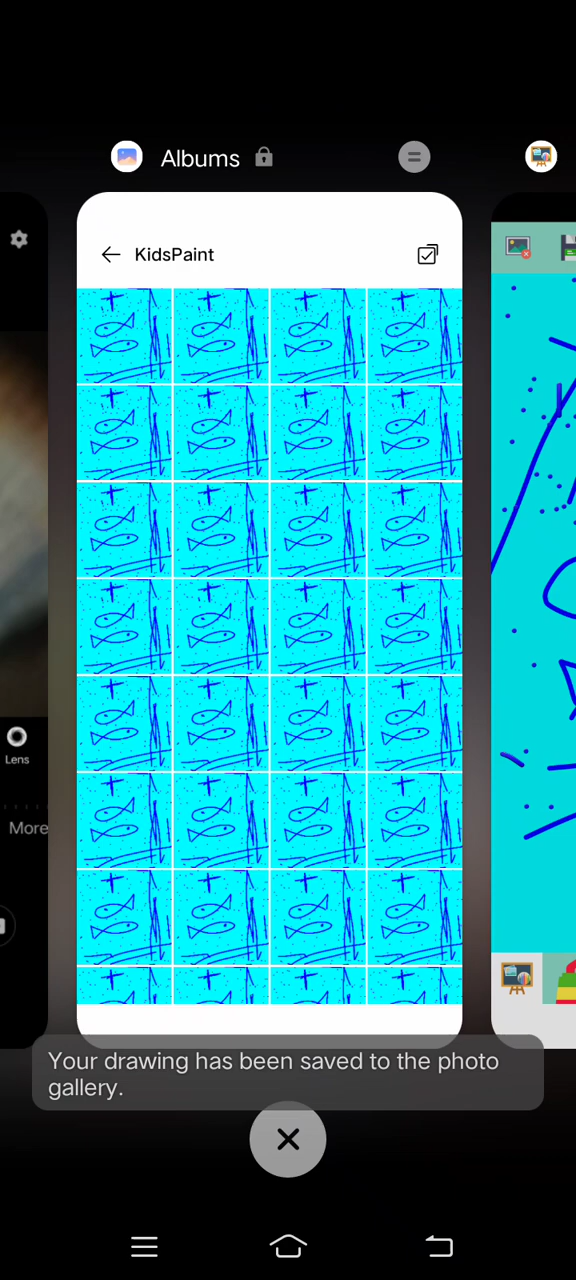 Albums
KidsPaint
Lens
More
Your drawing has been saved to the photo
gallery.